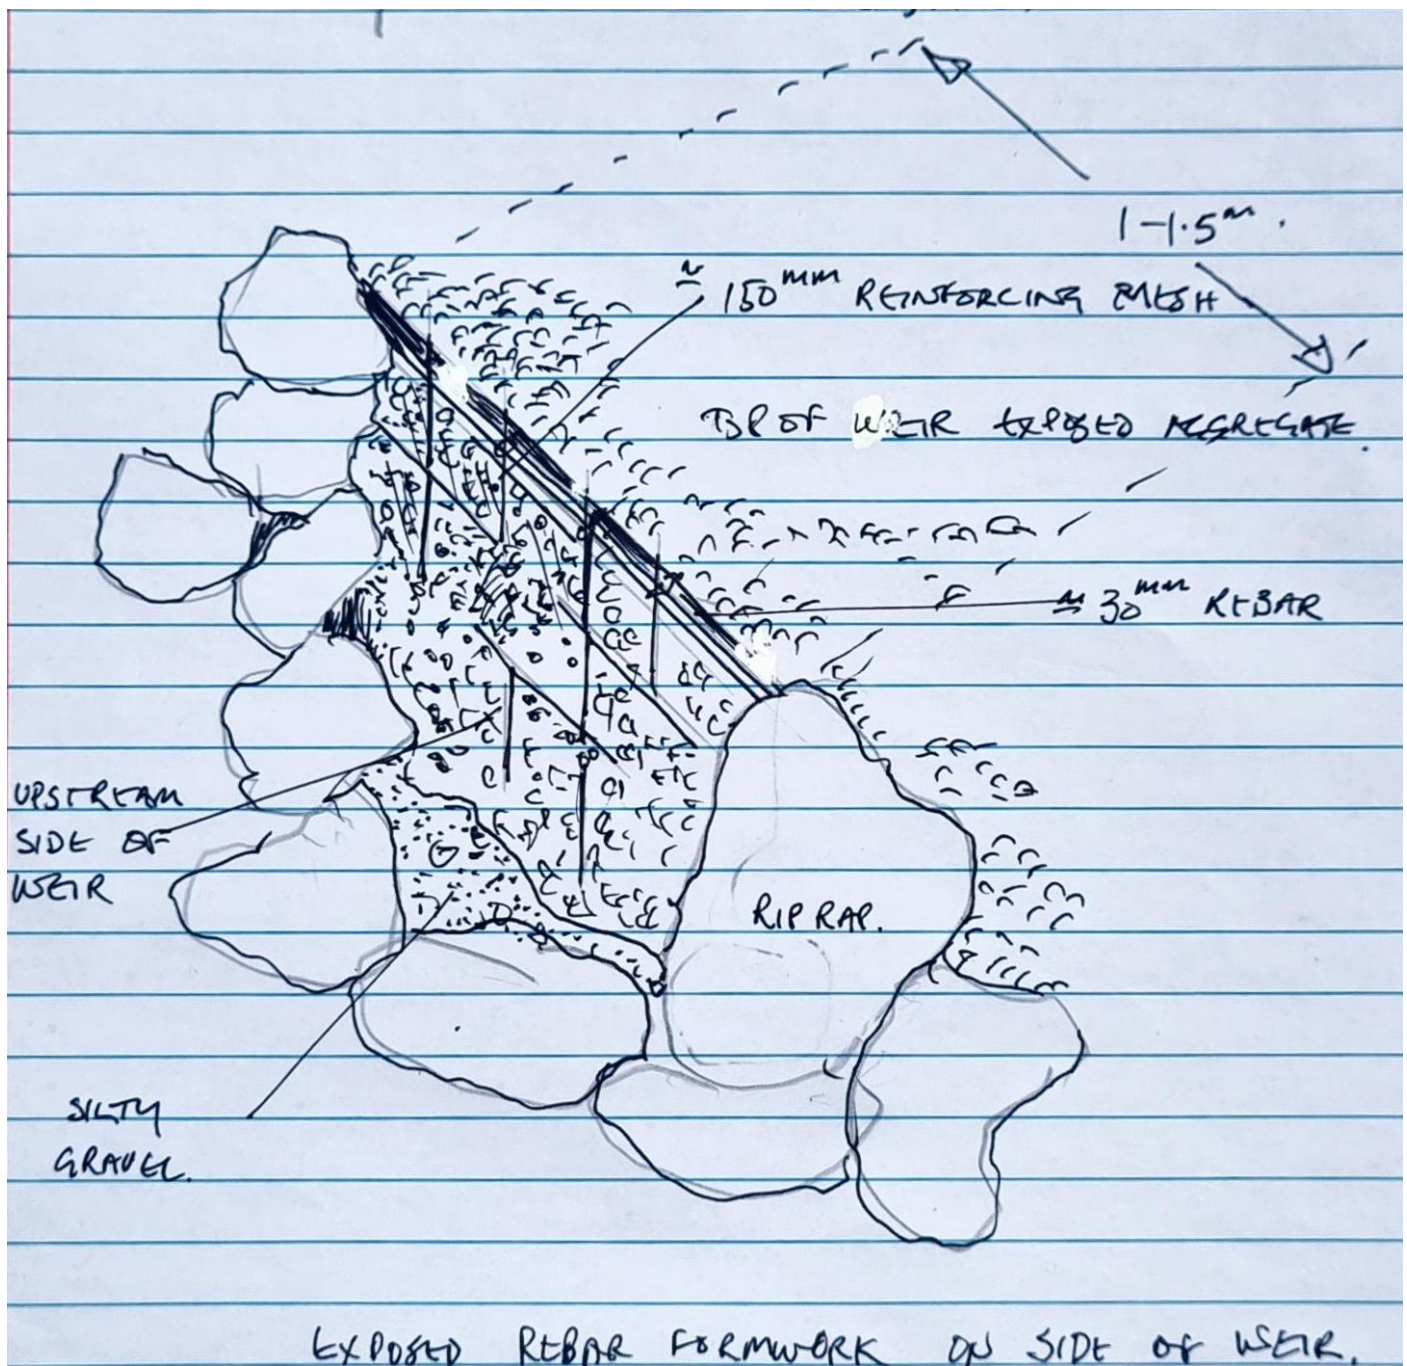 1-1.5m.
≈ 150mm REINFORCING MESH
TOP OF WEIR EXPOSED AGGREGATE.
≈ 30mm REBAR
UPSTREAM
SIDE OF
WEIR
RIP RAP.
SILTY
GRAVEL.
EXPOSED REBAR FORMWORK ON SIDE OF WEIR.